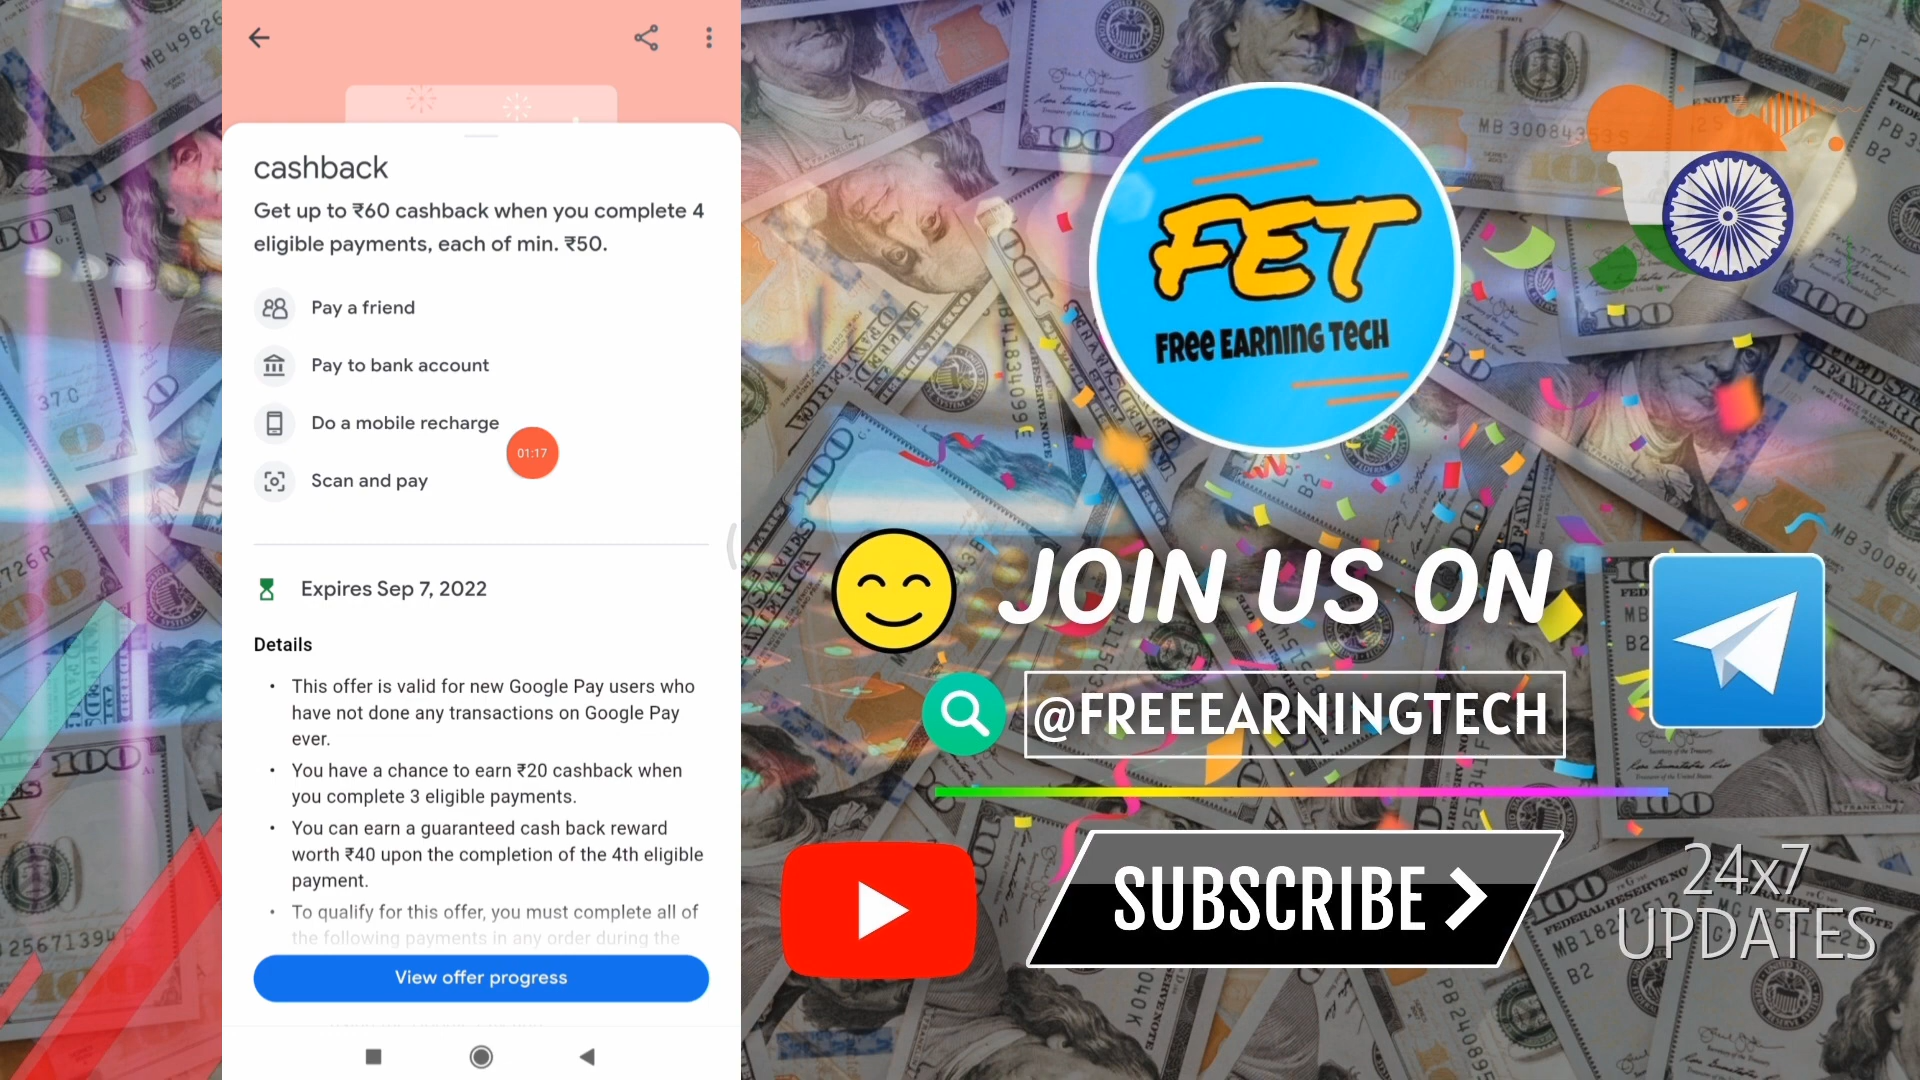 cashback
Get up to ₹60 cashback when you complete 4
eligible payments, each of min. ₹50.
Pay a friend
Pay to bank account
Do a mobile recharge
01:17
Scan and pay
Expires Sep 7, 2022
Details
• This offer is valid for new Google Pay users who
have not done any transactions on Google Pay
ever.
• You have a chance to earn ₹20 cashback when
you complete 3 eligible payments.
• You can earn a guaranteed cash back reward
worth ₹40 upon the completion of the 4th eligible
payment.
• To qualify for this offer, you must complete all of
the following payments in any order during the
View offer progress
FET
FRee EARNING TECH
JOIN US ON
@FREEEARNINGTECH
SUBSCRIBE
24x7
UPDATES